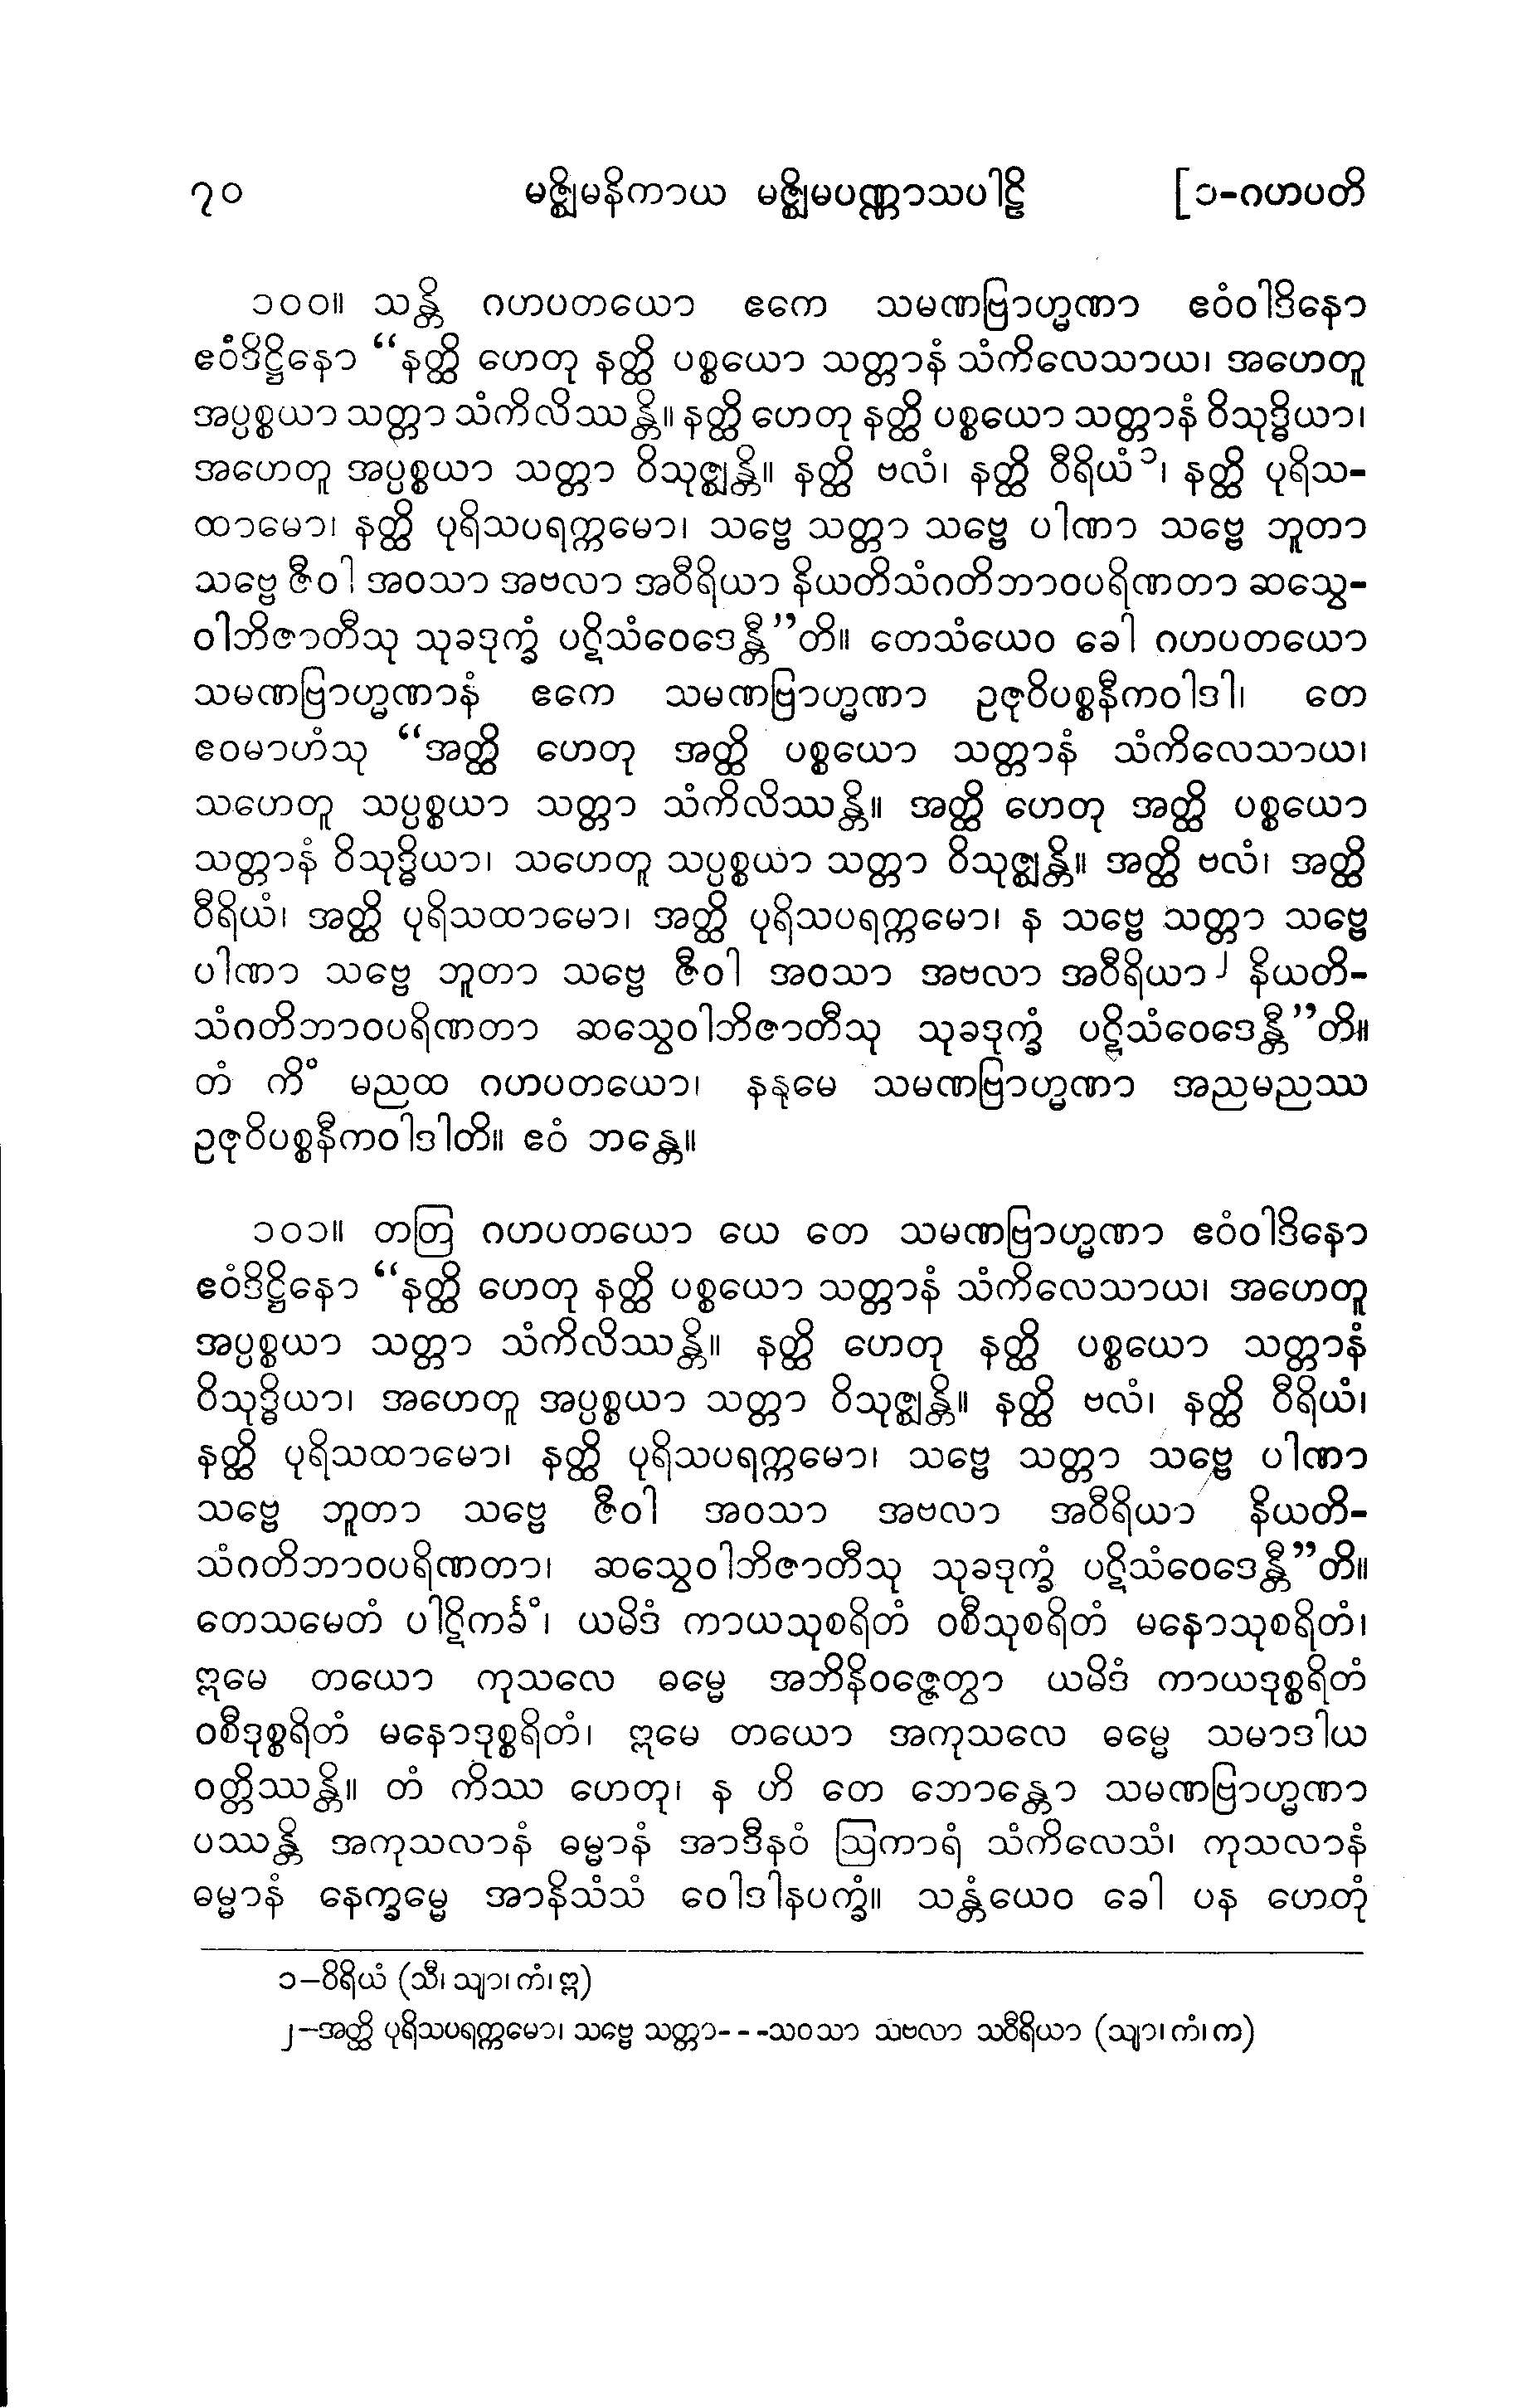 ၇၀ မဇ္ဈိမနိကာယ မဇ္ဈိမပဏ္ဏာသပါဠိ [၁-ဂဟပတိ
၁၀၀။ သန္တိ ဂဟပတယော ဧကေ သမဏဗြာဟ္မဏာ ဧဝံဝါဒိနော
ဧဝံဒိဋ္ဌိနော “နတ္ထိ ဟေတု နတ္ထိ ပစ္စယော သတ္တာနံ သံကိလေသာယ၊ အဟေတူ
အပ္ပစ္စယာ သတ္တာ သံကိလိဿန္တိ။ နတ္ထိ ဟေတု နတ္ထိ ပစ္စယော သတ္တာနံ ဝိသုဒ္ဓိယာ၊
အဟေတူ အပ္ပစ္စယာ သတ္တာ ဝိသုဇ္ဈန္တိ။ နတ္ထိ ဗလံ၊ နတ္ထိ ဝီရိယံ၁၊ နတ္ထိ ပုရိသ-
ထာမော၊ နတ္ထိ ပုရိသပရက္ကမော၊ သဗ္ဗေ သတ္တာ သဗ္ဗေ ပါဏာ သဗ္ဗေ ဘူတာ
သဗ္ဗေ ဇီဝါ အဝသာ အဗလာ အဝီရိယာ နိယတိသံဂတိဘာဝပရိဏတာ ဆသွေ-
ဝါဘိဇာတီသု သုခဒုက္ခံ ပဋိသံဝေဒေန္တီ”တိ။ တေသံယေဝ ခေါ ဂဟပတယော
သမဏဗြာဟ္မဏာနံ ဧကေ သမဏဗြာဟ္မဏာ ဥဇုဝိပစ္စနီကဝါဒါ၊ တေ
ဧဝမာဟံသု “အတ္ထိ ဟေတု အတ္ထိ ပစ္စယော သတ္တာနံ သံကိလေသာယ၊
သဟေတူ သပ္ပစ္စယာ သတ္တာ သံကိလိဿန္တိ။ အတ္ထိ ဟေတု အတ္ထိ ပစ္စယော
သတ္တာနံ ဝိသုဒ္ဓိယာ၊ သဟေတူ သပ္ပစ္စယာ သတ္တာ ဝိသုဇ္ဈန္တိ။ အတ္ထိ ဗလံ၊ အတ္ထိ
ဝီရိယံ၊ အတ္ထိ ပုရိသထာမော၊ အတ္ထိ ပုရိသပရက္ကမော၊ န သဗ္ဗေ သတ္တာ သဗ္ဗေ
ပါဏာ သဗ္ဗေ ဘူတာ သဗ္ဗေ ဇီဝါ အဝသာ အဗလာ အဝီရိယာ၂ နိယတိ-
သံဂတိဘာဝပရိဏတာ ဆသွေဝါဘိဇာတီသု သုခဒုက္ခံ ပဋိသံဝေဒေန္တီ”တိ။
တံ ကိံ မညထ ဂဟပတယော၊ နနုမေ သမဏဗြာဟ္မဏာ အညမညဿ
ဥဇုဝိပစ္စနီကဝါဒါတိ။ ဧဝံ ဘန္တေ။
၁၀၁။ တတြ ဂဟပတယော ယေ တေ သမဏဗြာဟ္မဏာ ဧဝံဝါဒိနော
ဧဝံဒိဋ္ဌိနော “နတ္ထိ ဟေတု နတ္ထိ ပစ္စယော သတ္တာနံ သံကိလေသာယ၊ အဟေတူ
အပ္ပစ္စယာ သတ္တာ သံကိလိဿန္တိ။ နတ္ထိ ဟေတု နတ္ထိ ပစ္စယော သတ္တာနံ
ဝိသုဒ္ဓိယာ၊ အဟေတူ အပ္ပစ္စယာ သတ္တာ ဝိသုဇ္ဈန္တိ။ နတ္ထိ ဗလံ၊ နတ္ထိ ဝီရိယံ၊
နတ္ထိ ပုရိသထာမော၊ နတ္ထိ ပုရိသပရက္ကမော၊ သဗ္ဗေ သတ္တာ သဗ္ဗေ ပါဏာ
သဗ္ဗေ ဘူတာ သဗ္ဗေ ဇီဝါ အဝသာ အဗလာ အဝီရိယာ နိယတိ-
သံဂတိဘာဝပရိဏတာ၊ ဆသွေဝါဘိဇာတီသု သုခဒုက္ခံ ပဋိသံဝေဒေန္တီ”တိ။
တေသမေတံ ပါဋိကင်္ခံ၊ ယမိဒံ ကာယသုစရိတံ ဝစီသုစရိတံ မနောသုစရိတံ၊
ဣမေ တယော ကုသလေ ဓမ္မေ အဘိနိဝဇ္ဇေတွာ ယမိဒံ ကာယဒုစ္စရိတံ
ဝစီဒုစ္စရိတံ မနောဒုစ္စရိတံ၊ ဣမေ တယော အကုသလေ ဓမ္မေ သမာဒါယ
ဝတ္တိဿန္တိ။ တံ ကိဿ ဟေတု၊ န ဟိ တေ ဘောန္တော သမဏဗြာဟ္မဏာ
ပဿန္တိ အကုသလာနံ ဓမ္မာနံ အာဒီနဝံ ဩကာရံ သံကိလေသံ၊ ကုသလာနံ
ဓမ္မာနံ နေက္ခမ္မေ အာနိသံသံ ဝေါဒါနပက္ခံ။ သန္တံယေဝ ခေါ ပန ဟေတုံ
၁–ဝိရိယံ (သီ၊ သျာ၊ ကံ၊ ဣ)
၂–အတ္ထိ ပုရိသပရက္ကမော၊ သဗ္ဗေ သတ္တာ---သဝသာ သဗလာ သဝီရိယာ (သျာ၊ ကံ၊ က)